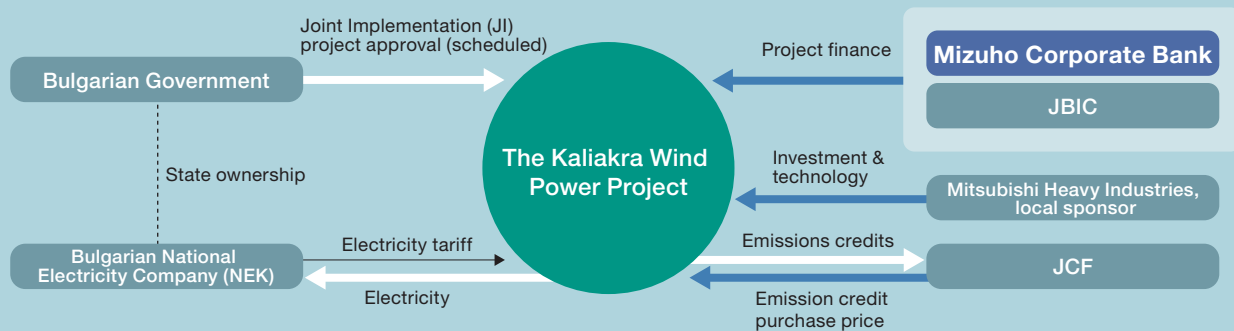 Joint Implementation (JI)
project approval (scheduled)
Bulgarian Government
State ownership
Bulgarian National
Electricity Company (NEK)
Electricity tariff
Electricity
The Kaliakra Wind
Power Project
Project finance
Mizuho Corporate Bank
JBIC
Investment &
technology
Mitsubishi Heavy Industries,
local sponsor
Emissions credits
JCF
Emission credit
purchase price